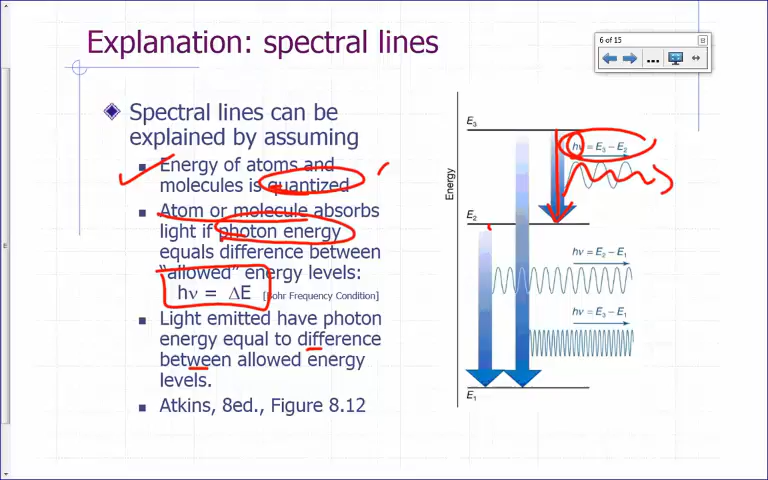 Explanation: spectral lines
6 of 15
Spectral lines can be
explained by assuming
Energy of atoms and
molecules is quantized
Atom or molecule absorbs
light if photon energy
equals difference between
"allowed" energy levels:
hν = ΔE [Bohr Frequency Condition]
Light emitted have photon
energy equal to difference
between allowed energy
levels.
Atkins, 8ed., Figure 8.12
Energy
E3
hν = E3 − E2
E2
hν = E2 − E1
hν = E3 − E1
E1